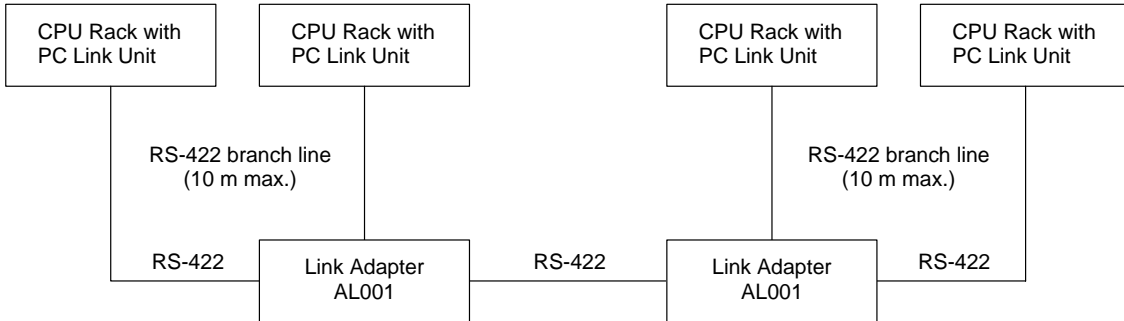 CPU Rack with
PC Link Unit
CPU Rack with
PC Link Unit
CPU Rack with
PC Link Unit
CPU Rack with
PC Link Unit
RS-422 branch line
(10 m max.)
RS-422 branch line
(10 m max.)
RS-422
Link Adapter
AL001
RS-422
Link Adapter
AL001
RS-422